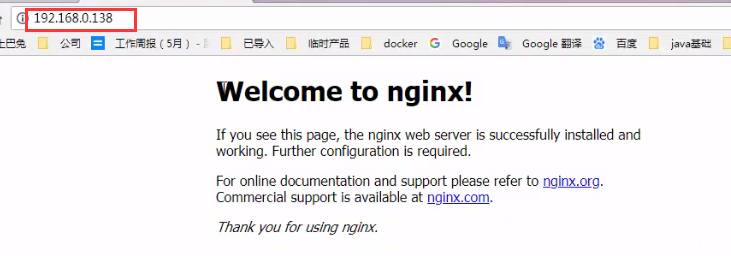 192.168.0.138
土巴兔 公司 工作周报（5月） - 已导入 临时产品 docker Google Google 翻译 百度 java基础
Welcome to nginx!
If you see this page, the nginx web server is successfully installed and
working. Further configuration is required.
For online documentation and support please refer to nginx.org.
Commercial support is available at nginx.com.
Thank you for using nginx.